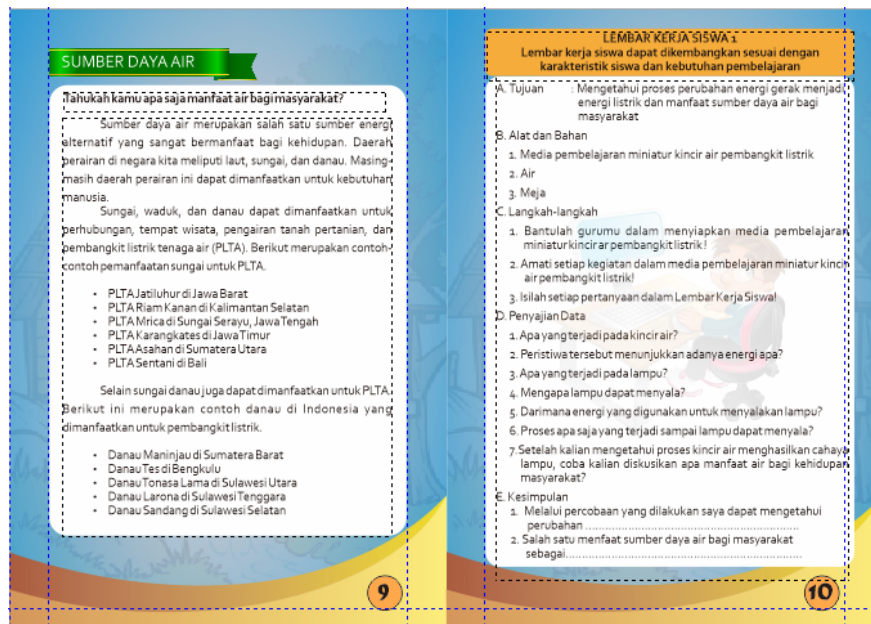 SUMBER DAYA AIR
Tahukah kamu apa saja manfaat air bagi masyarakat?
Sumber daya air merupakan salah satu sumber energi
alternatif yang sangat bermanfaat bagi kehidupan. Daerah
perairan di negara kita meliputi laut, sungai, dan danau. Masing-
masih daerah perairan ini dapat dimanfaatkan untuk kebutuhan
manusia.
Sungai, waduk, dan danau dapat dimanfaatkan untuk
perhubungan, tempat wisata, pengairan tanah pertanian, dan
pembangkit listrik tenaga air (PLTA). Berikut merupakan contoh-
contoh pemanfaatan sungai untuk PLTA.
• PLTA Jatiluhur di Jawa Barat
• PLTA Riam Kanan di Kalimantan Selatan
• PLTA Mrica di Sungai Serayu, Jawa Tengah
• PLTA Karangkates di Jawa Timur
• PLTA Asahan di Sumatera Utara
• PLTA Sentani di Bali
Selain sungai danau juga dapat dimanfaatkan untuk PLTA.
Berikut ini merupakan contoh danau di Indonesia yang
dimanfaatkan untuk pembangkit listrik.
• Danau Maninjau di Sumatera Barat
• Danau Tes di Bengkulu
• Danau Tonasa Lama di Sulawesi Utara
• Danau Larona di Sulawesi Tenggara
• Danau Sandang di Sulawesi Selatan
9
LEMBAR KERJA SISWA 1
Lembar kerja siswa dapat dikembangkan sesuai dengan
karakteristik siswa dan kebutuhan pembelajaran
A. Tujuan : Mengetahui proses perubahan energi gerak menjadi
energi listrik dan manfaat sumber daya air bagi
masyarakat
B. Alat dan Bahan
1. Media pembelajaran miniatur kincir air pembangkit listrik
2. Air
3. Meja
C. Langkah-langkah
1. Bantulah gurumu dalam menyiapkan media pembelajaran
miniatur kincir ar pembangkit listrik!
2. Amati setiap kegiatan dalam media pembelajaran miniatur kincir
air pembangkit listrik!
3. Isilah setiap pertanyaan dalam Lembar Kerja Siswa!
D. Penyajian Data
1. Apa yang terjadi pada kincir air?
2. Peristiwa tersebut menunjukkan adanya energi apa?
3. Apa yang terjadi pada lampu?
4. Mengapa lampu dapat menyala?
5. Darimana energi yang digunakan untuk menyalakan lampu?
6. Proses apa saja yang terjadi sampai lampu dapat menyala?
7. Setelah kalian mengetahui proses kincir air menghasilkan cahaya
lampu, coba kalian diskusikan apa manfaat air bagi kehidupan
masyarakat?
E. Kesimpulan
1. Melalui percobaan yang dilakukan saya dapat mengetahui
perubahan ............................................................
2. Salah satu menfaat sumber daya air bagi masyarakat
sebagai..................................................................
10